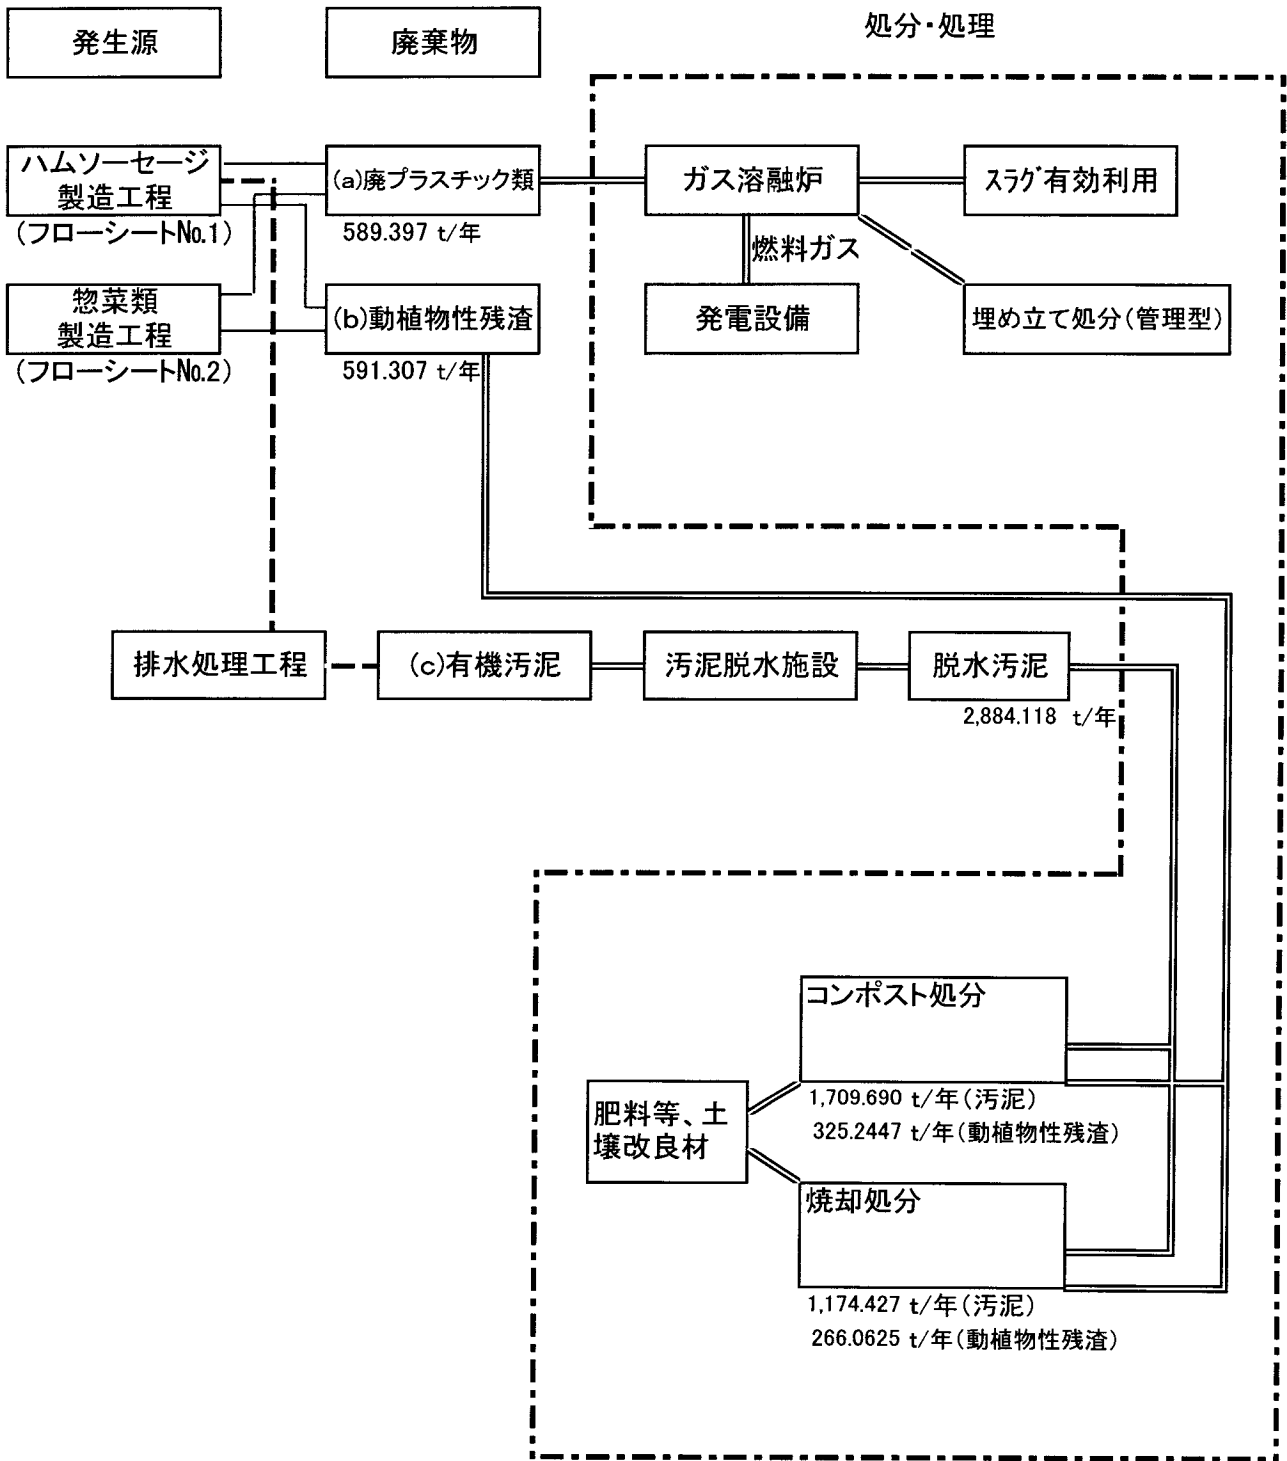 発生源
廃棄物
処分・処理
ハムソーセージ
製造工程
(フローシートNo.1)
(a)廃プラスチック類
589.397 t/年
ガス溶融炉
スラグ有効利用
燃料ガス
惣菜類
製造工程
(フローシートNo.2)
(b)動植物性残渣
591.307 t/年
発電設備
埋め立て処分(管理型)
排水処理工程
(c)有機汚泥
汚泥脱水施設
脱水汚泥
2,884.118 t/年
コンポスト処分
1,709.690 t/年(汚泥)
325.2447 t/年(動植物性残渣)
肥料等、土
壌改良材
焼却処分
1,174.427 t/年(汚泥)
266.0625 t/年(動植物性残渣)